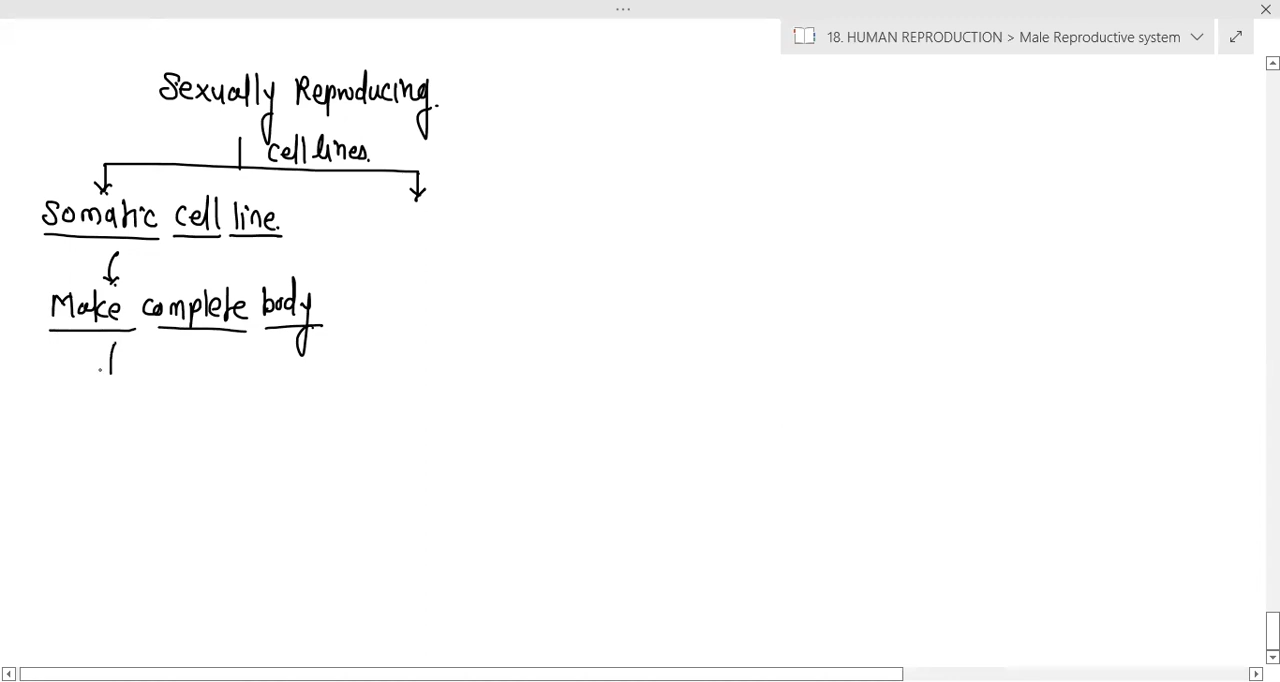 18. HUMAN REPRODUCTION > Male Reproductive system
Sexually Reproducing.
cell lines.
Somatic cell line.
Make complete body